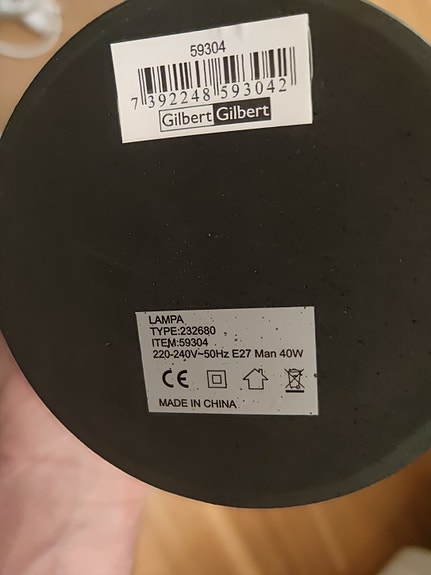 59304
7 392248 593042
Gilbert Gilbert
LAMPA
TYPE:232680
ITEM:59304
220-240V~50Hz E27 Man 40W
CE
MADE IN CHINA